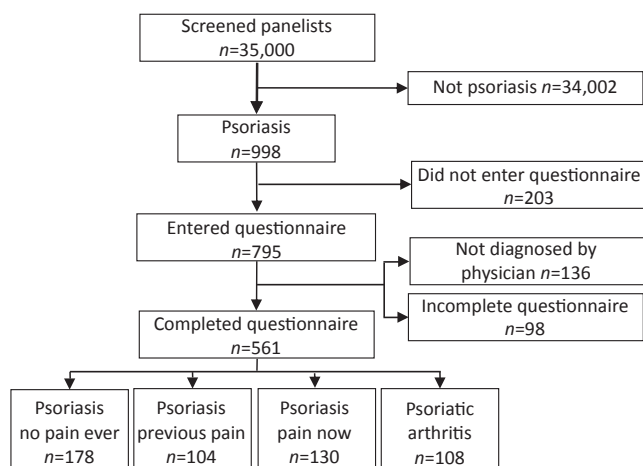 Screened panelists
n=35,000
Not psoriasis n=34,002
Psoriasis
n=998
Did not enter questionnaire
n=203
Entered questionnaire
n=795
Not diagnosed by
physician n=136
Incomplete questionnaire
n=98
Completed questionnaire
n=561
Psoriasis
no pain ever
n=178
Psoriasis
previous pain
n=104
Psoriasis
pain now
n=130
Psoriatic
arthritis
n=108